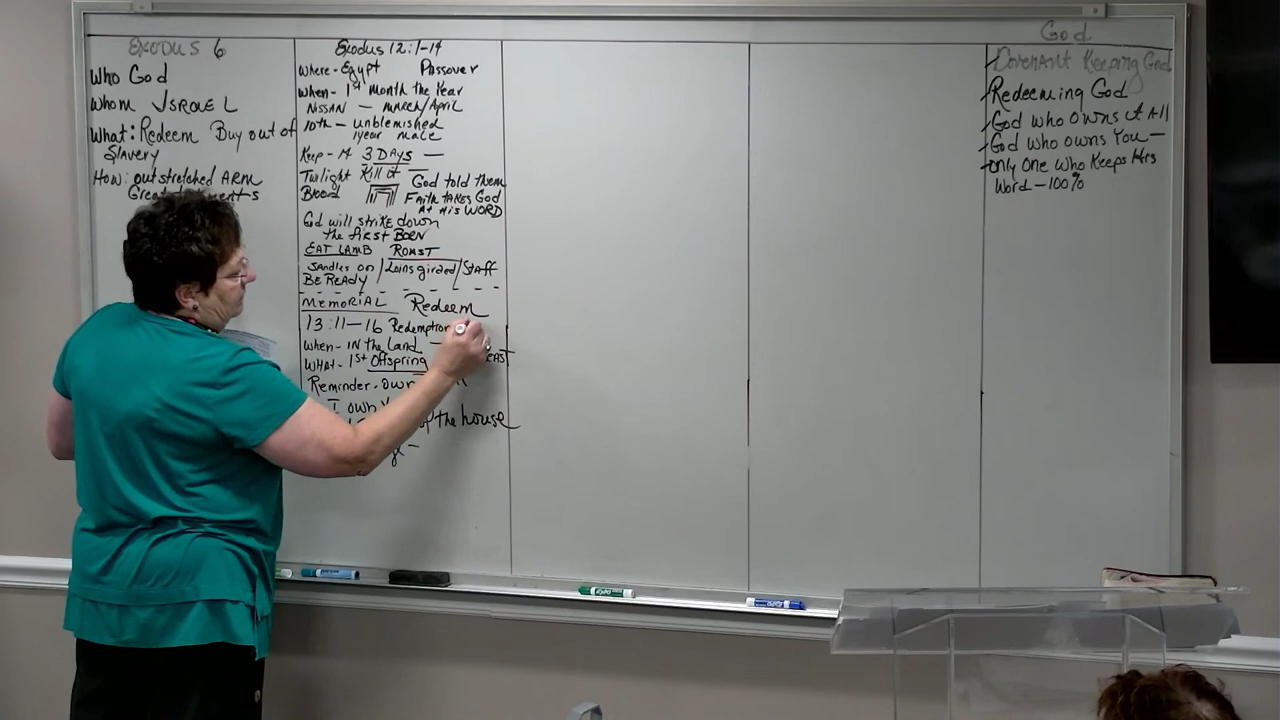 Exodus 6
Who God
Whom ISRAEL
What: Redeem Buy out of
Slavery
How: outstretched ARM
Great
Exodus 12:1-14
Where - Egypt Passover
When - 1st Month the Year
NISSAN - MARCH/April
10th - unblemished
1year male
Keep - 14 3 DAYS -
Twilight Kill it -
Blood God told them
FAITH TAKES GOD
AT His WORD
God will strike down
the first BORN
EAT LAMB ROAST
Sandles on / Loins girded / Staff
BE READY
MEMORIAL Redeem
13:11-16 Redemption
when - IN the LAND
WHAT - 1st Offspring
Reminder -
I own
of the house
God
Covenant Keeping God
Redeeming God
God who owns it All
God who owns You -
only One who Keeps His
Word - 100%